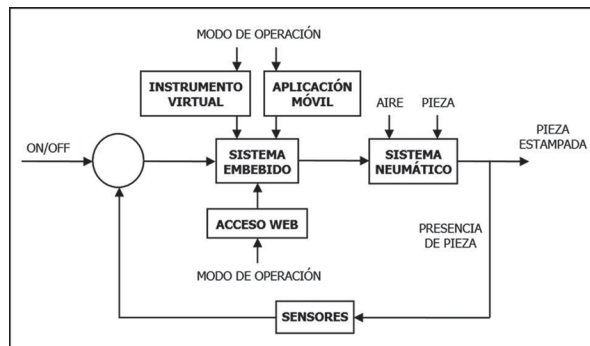 MODO DE OPERACIÓN
INSTRUMENTO
VIRTUAL
APLICACIÓN
MÓVIL
AIRE
PIEZA
ON/OFF
SISTEMA
EMBEBIDO
SISTEMA
NEUMÁTICO
PIEZA
ESTAMPADA
ACCESO WEB
PRESENCIA
DE PIEZA
MODO DE OPERACIÓN
SENSORES